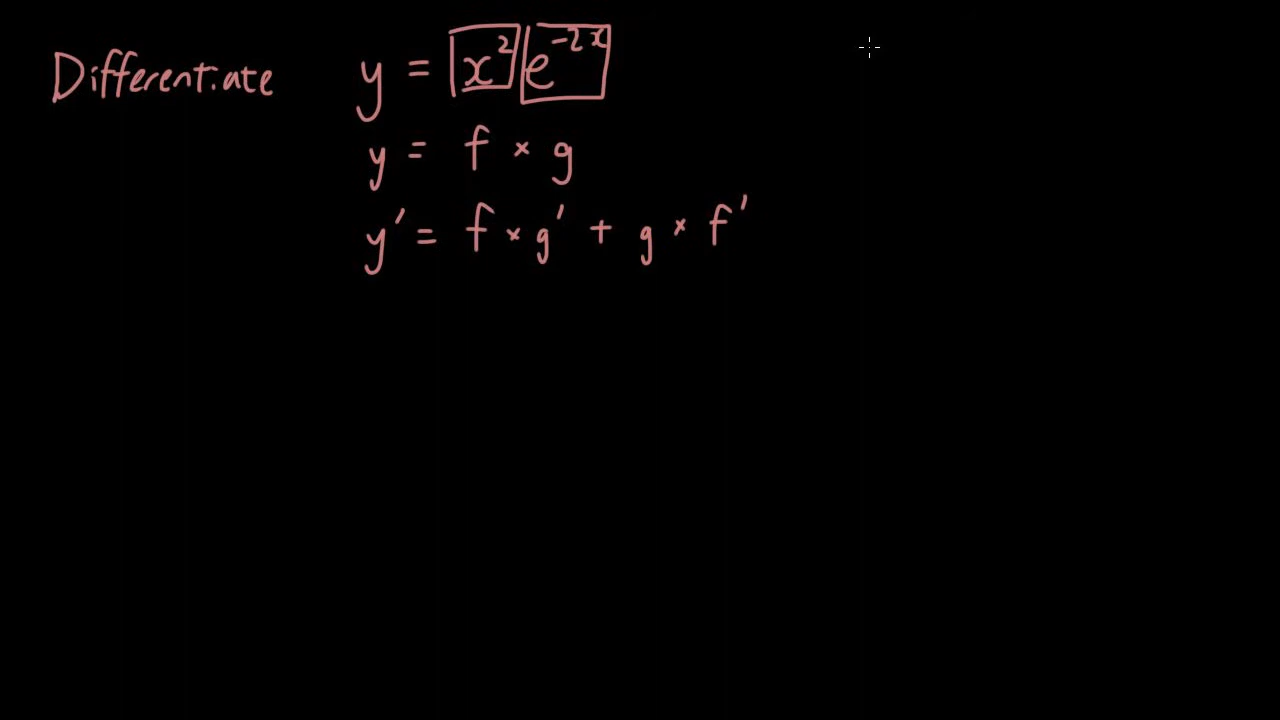 Differentiate y = x² e⁻²ˣ
y = f × g
y' = f × g' + g × f'